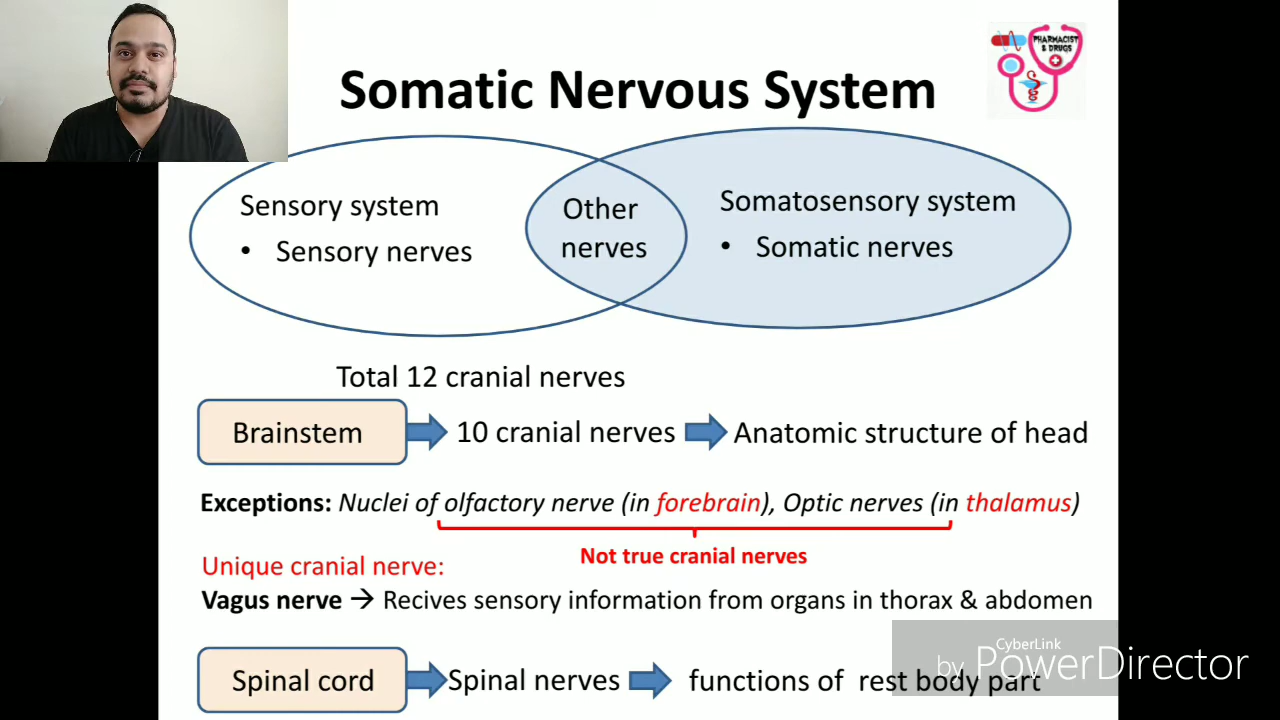 PHARMACIST
& DRUGS
Somatic Nervous System
Sensory system
• Sensory nerves
Other
nerves
Somatosensory system
• Somatic nerves
Total 12 cranial nerves
Brainstem 10 cranial nerves Anatomic structure of head
Exceptions: Nuclei of olfactory nerve (in forebrain), Optic nerves (in thalamus)
Not true cranial nerves
Unique cranial nerve:
Vagus nerve → Recives sensory information from organs in thorax & abdomen
Spinal cord Spinal nerves functions of rest body part
CyberLink
by PowerDirector